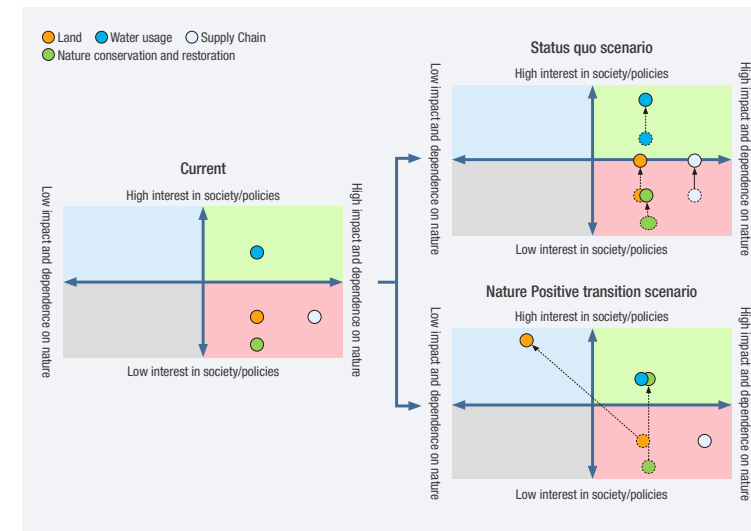 Land Water usage Supply Chain
Nature conservation and restoration
Current
High interest in society/policies
Low impact and dependence on nature
High impact and dependence on nature
Low interest in society/policies
Status quo scenario
High interest in society/policies
Low impact and dependence on nature
High impact and dependence on nature
Low interest in society/policies
Nature Positive transition scenario
High interest in society/policies
Low impact and dependence on nature
High impact and dependence on nature
Low interest in society/policies